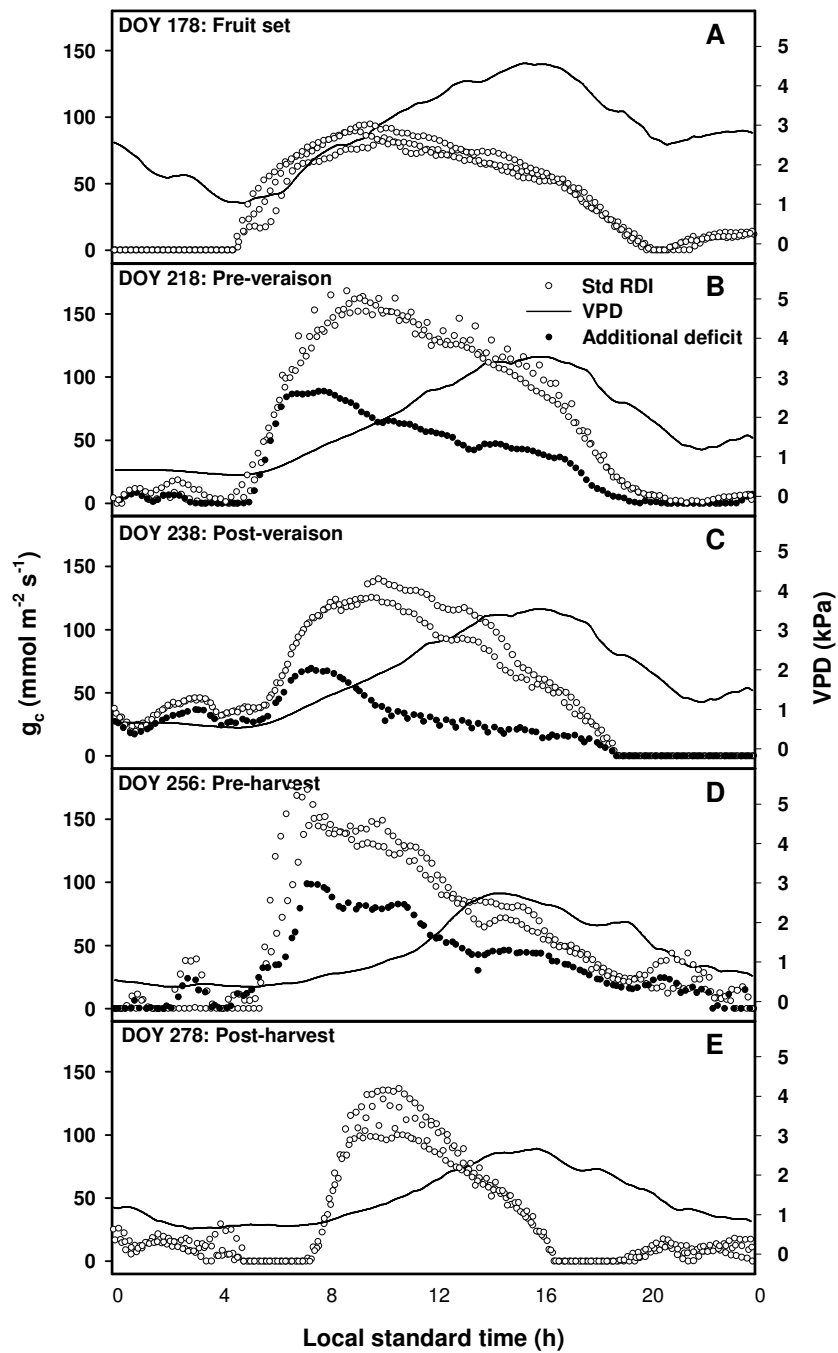 DOY 178: Fruit set
A
150
100
50
0
5
4
3
2
1
0
DOY 218: Pre-veraison
B
Std RDI
VPD
Additional deficit
150
100
50
0
5
4
3
2
1
0
DOY 238: Post-veraison
C
150
100
50
0
5
4
3
2
1
0
g_c (mmol m⁻² s⁻¹)
VPD (kPa)
DOY 256: Pre-harvest
D
150
100
50
0
5
4
3
2
1
0
DOY 278: Post-harvest
E
150
100
50
0
5
4
3
2
1
0
0 4 8 12 16 20 0
Local standard time (h)